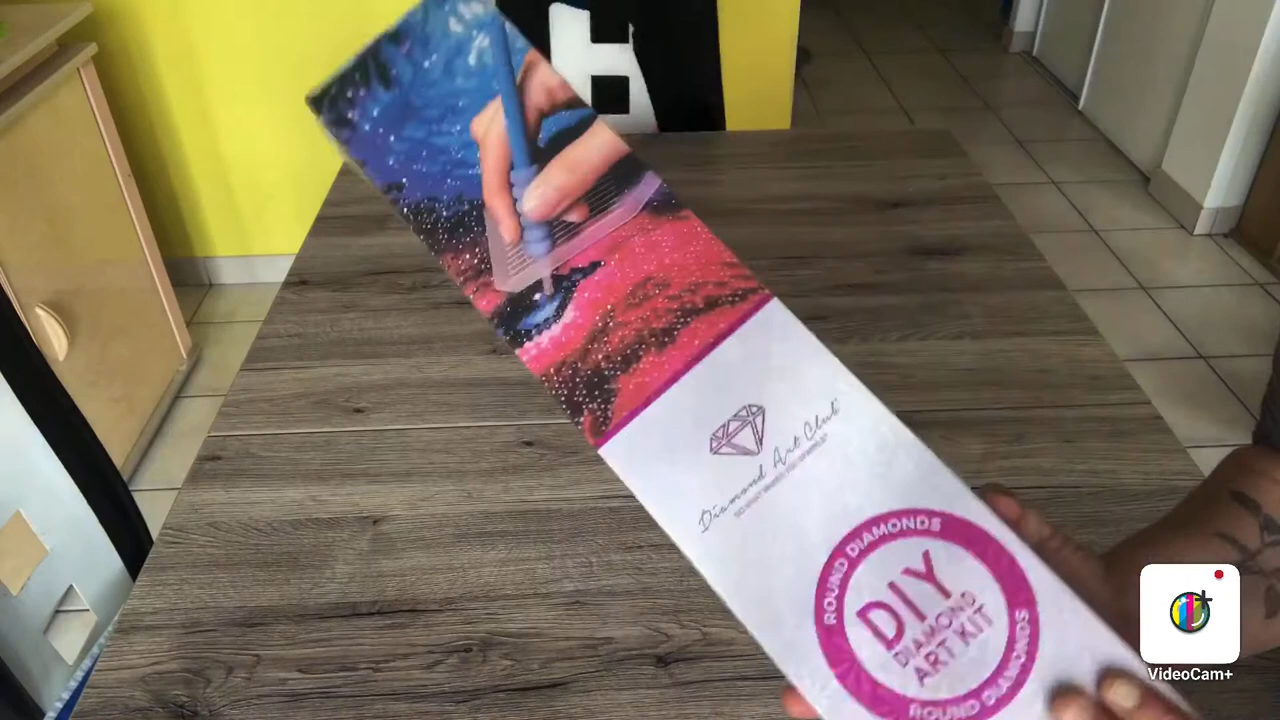 Diamond Art Club
ROUND DIAMONDS
DIY
DIAMOND
ART KIT
ROUND DIAMONDS
VideoCam+